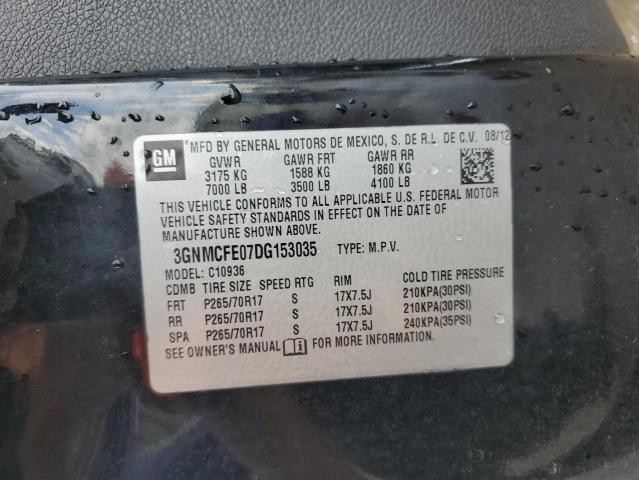 GM
MFD BY GENERAL MOTORS DE MEXICO, S. DE R.L. DE C.V. 08/12
GVWR GAWR FRT GAWR RR
3175 KG 1588 KG 1860 KG
7000 LB 3500 LB 4100 LB
THIS VEHICLE CONFORMS TO ALL APPLICABLE U.S. FEDERAL MOTOR
VEHICLE SAFETY STANDARDS IN EFFECT ON THE DATE OF
MANUFACTURE SHOWN ABOVE.
3GNMCFE07DG153035 TYPE: M.P.V.
MODEL: C10936
CDMB TIRE SIZE SPEED RTG RIM COLD TIRE PRESSURE
FRT P265/70R17 S 17X7.5J 210KPA(30PSI)
RR P265/70R17 S 17X7.5J 210KPA(30PSI)
SPA P265/70R17 S 17X7.5J 240KPA(35PSI)
SEE OWNER'S MANUAL i FOR MORE INFORMATION.